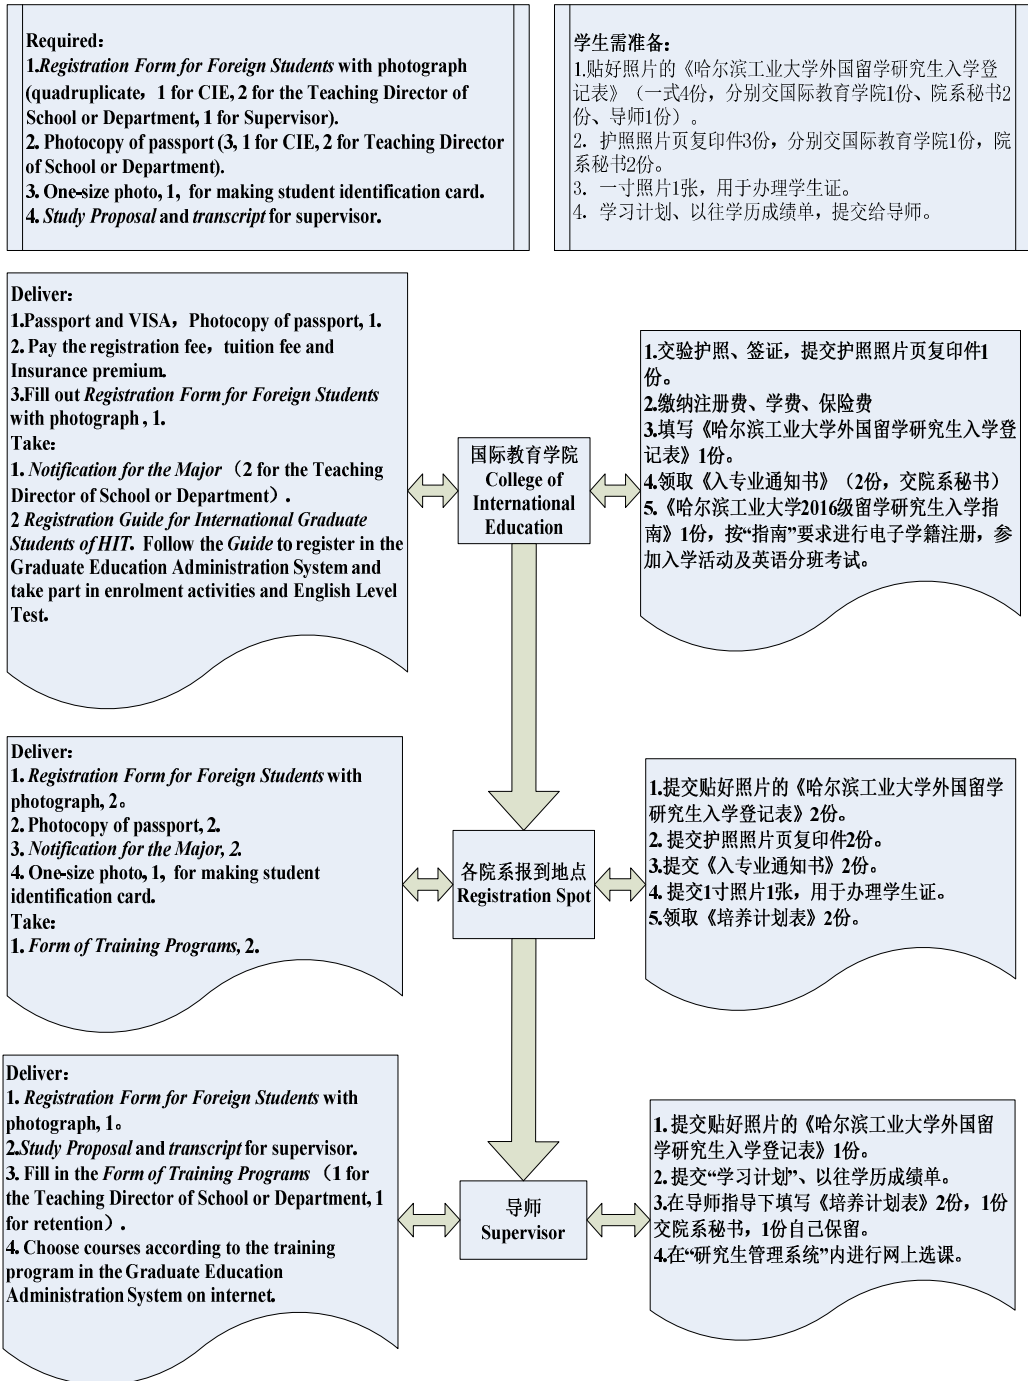 Required:
1.Registration Form for Foreign Students with photograph
(quadruplicate，1 for CIE, 2 for the Teaching Director of
School or Department, 1 for Supervisor).
2. Photocopy of passport (3, 1 for CIE, 2 for Teaching Director
of School or Department).
3. One-size photo, 1, for making student identification card.
4. Study Proposal and transcript for supervisor.
学生需准备：
1.贴好照片的《哈尔滨工业大学外国留学研究生入学登
记表》（一式4份，分别交国际教育学院1份、院系秘书2
份、导师1份）。
2. 护照照片页复印件3份，分别交国际教育学院1份，院
系秘书2份。
3. 一寸照片1张，用于办理学生证。
4. 学习计划、以往学历成绩单，提交给导师。
Deliver:
1.Passport and VISA，Photocopy of passport, 1.
2. Pay the registration fee，tuition fee and
Insurance premium.
3.Fill out Registration Form for Foreign Students
with photograph , 1.
Take:
1. Notification for the Major（2 for the Teaching
Director of School or Department）.
2 Registration Guide for International Graduate
Students of HIT. Follow the Guide to register in the
Graduate Education Administration System and
take part in enrolment activities and English Level
Test.
国际教育学院
College of
International
Education
1.交验护照、签证，提交护照照片页复印件1
份。
2.缴纳注册费、学费、保险费
3.填写《哈尔滨工业大学外国留学研究生入学登
记表》1份。
4.领取《入专业通知书》（2份，交院系秘书）
5.《哈尔滨工业大学2016级留学研究生入学指
南》1份，按“指南”要求进行电子学籍注册，参
加入学活动及英语分班考试。
Deliver:
1. Registration Form for Foreign Students with
photograph, 2。
2. Photocopy of passport, 2.
3. Notification for the Major, 2.
4. One-size photo, 1, for making student
identification card.
Take:
1. Form of Training Programs, 2.
各院系报到地点
Registration Spot
1.提交贴好照片的《哈尔滨工业大学外国留学
研究生入学登记表》2份。
2. 提交护照照片页复印件2份。
3.提交《入专业通知书》2份。
4. 提交1寸照片1张，用于办理学生证。
5.领取《培养计划表》2份。
Deliver:
1. Registration Form for Foreign Students with
photograph, 1。
2.Study Proposal and transcript for supervisor.
3. Fill in the Form of Training Programs（1 for
the Teaching Director of School or Department, 1
for retention）.
4. Choose courses according to the training
program in the Graduate Education
Administration System on internet.
导师
Supervisor
1. 提交贴好照片的《哈尔滨工业大学外国留
学研究生入学登记表》1份。
2. 提交“学习计划”、以往学历成绩单。
3.在导师指导下填写《培养计划表》2份，1份
交院系秘书，1份自己保留。
4.在“研究生管理系统”内进行网上选课。